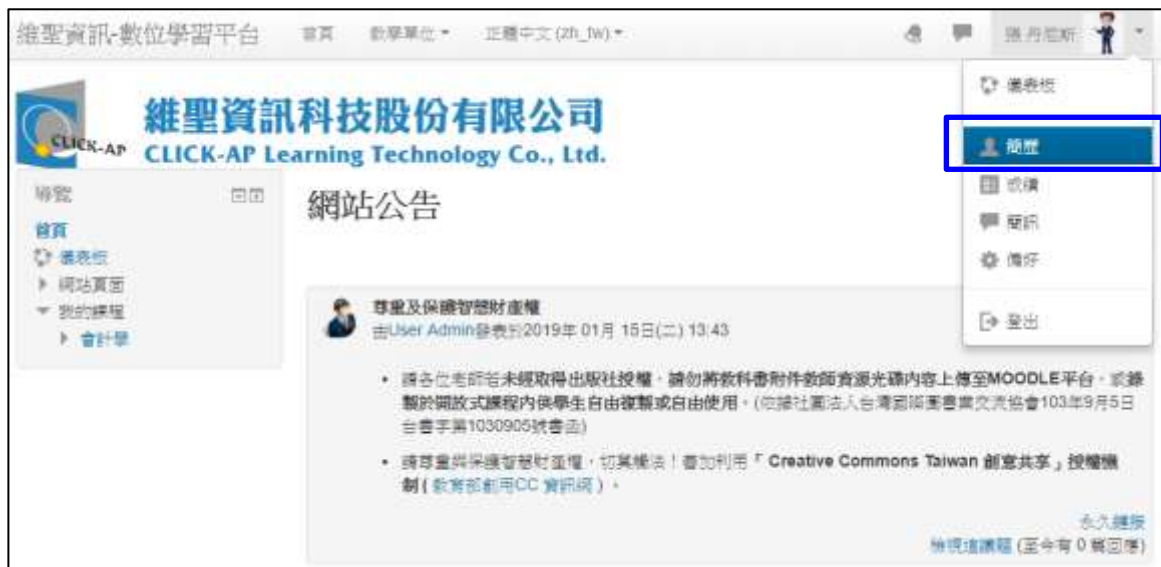 維聖資訊-數位學習平台 首頁 教學單位 正體中文 (zh_tw) 張丹尼斯
儀表板
簡歷
成績
簡訊
偏好
登出
CLICK-AP
維聖資訊科技股份有限公司
CLICK-AP Learning Technology Co., Ltd.
導覽
首頁
儀表板
網站頁面
我的課程
會計學
網站公告
尊重及保護智慧財產權
由User Admin發表於2019年 01月 15日(二) 13:43
請各位老師若未經取得出版社授權，請勿將教科書附件教師資源光碟內容上傳至MOODLE平台，或錄
製於開放式課程內供學生自由複製或自由使用。(依據社團法人台灣國際圖書業交流協會103年9月5日
台書字第1030905號書函)
請尊重與保護智慧財產權，切莫觸法！善加利用「 Creative Commons Taiwan 創意共享」授權機
制 ( 教育部創用CC 資訊網 ) 。
永久鏈接
檢視這議題 (至今有 0 篇回應)